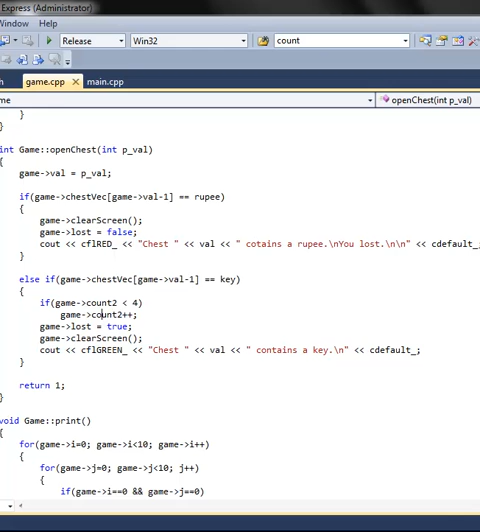 Express (Administrator)
Window Help
Release Win32 count
h game.cpp main.cpp
me openChest(int p_val)
}
}
int Game::openChest(int p_val)
{
game->val = p_val;
if(game->chestVec[game->val-1] == rupee)
{
game->clearScreen();
game->lost = false;
cout << cflRED_ << "Chest " << val << " cotains a rupee.\nYou lost.\n\n" << cdefault_;
}
else if(game->chestVec[game->val-1] == key)
{
if(game->count2 < 4)
game->count2++;
game->lost = true;
game->clearScreen();
cout << cflGREEN_ << "Chest " << val << " contains a key.\n" << cdefault_;
}
return 1;
}
void Game::print()
{
for(game->i=0; game->i<10; game->i++)
{
for(game->j=0; game->j<10; game->j++)
{
if(game->i==0 && game->j==0)